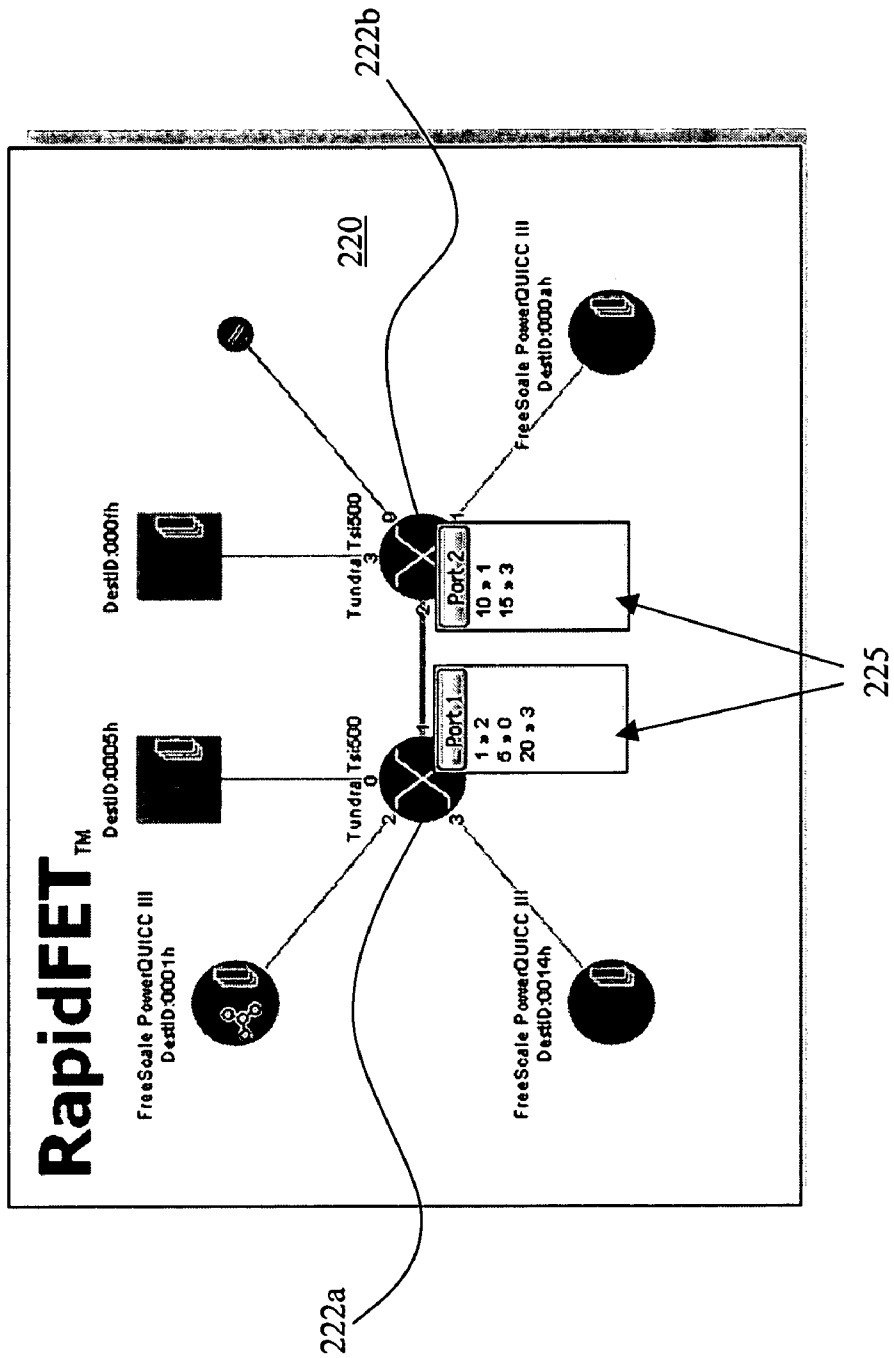 RapidFET™
FreeScale PowerQUICC III
DestID:0001h
DestID:0005h
DestID:000fh
220
222a
222b
Tundra Tsi500
0
2
1
3
Tundra Tsi500
3
0
2
1
Port 1
1 » 2
5 » 0
20 » 3
Port 2
10 » 1
15 » 3
FreeScale PowerQUICC III
DestID:0014h
FreeScale PowerQUICC III
DestID:000ah
225